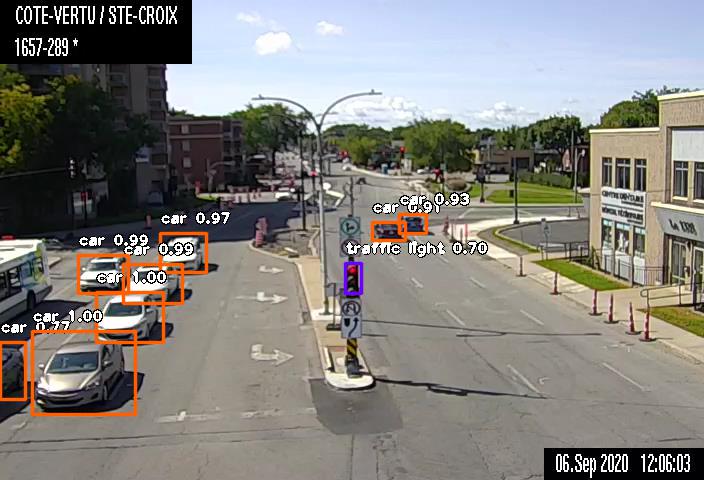 COTE-VERTU / STE-CROIX
1657-289 *
car 0.97
car 0.93
car 0.91
car 0.99
0.99
traffic light 0.70
1.00
car 1.00
car 0.77
CENTRE DENTAIRE
06.Sep 2020 12:06:03